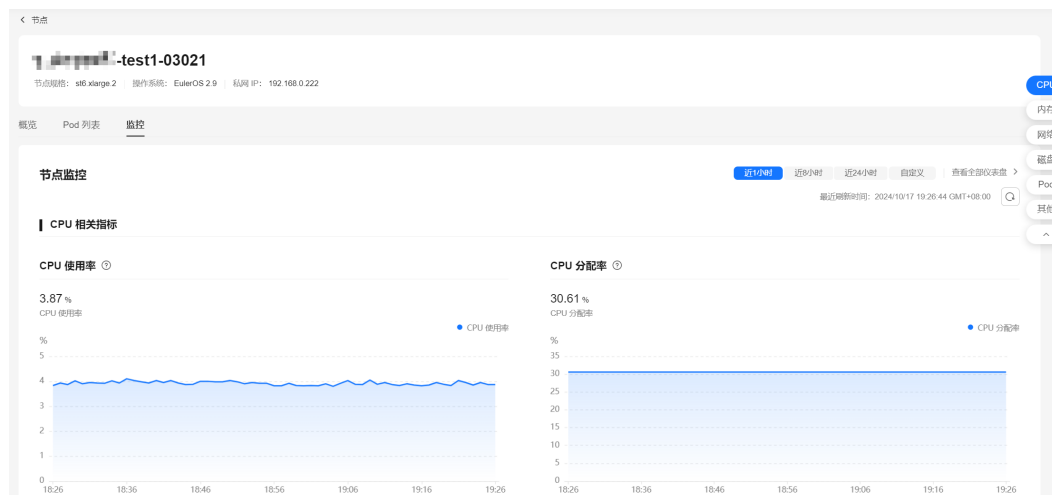 节点
-test1-03021
节点规格： st6.xlarge.2 操作系统： EulerOS 2.9 私网 IP： 192.168.0.222
概览 Pod 列表 监控
CPU
内存
网络
磁盘
Pod
其他
节点监控
近1小时 近8小时 近24小时 自定义 查看全部仪表盘
最近刷新时间：2024/10/17 19:26:44 GMT+08:00
CPU 相关指标
CPU 使用率
3.87 %
CPU 使用率
CPU 使用率
%
5
4
3
2
1
0
18:26 18:36 18:46 18:56 19:06 19:16 19:26
CPU 分配率
30.61 %
CPU 分配率
CPU 分配率
%
35
30
25
20
15
10
5
0
18:26 18:36 18:46 18:56 19:06 19:16 19:26